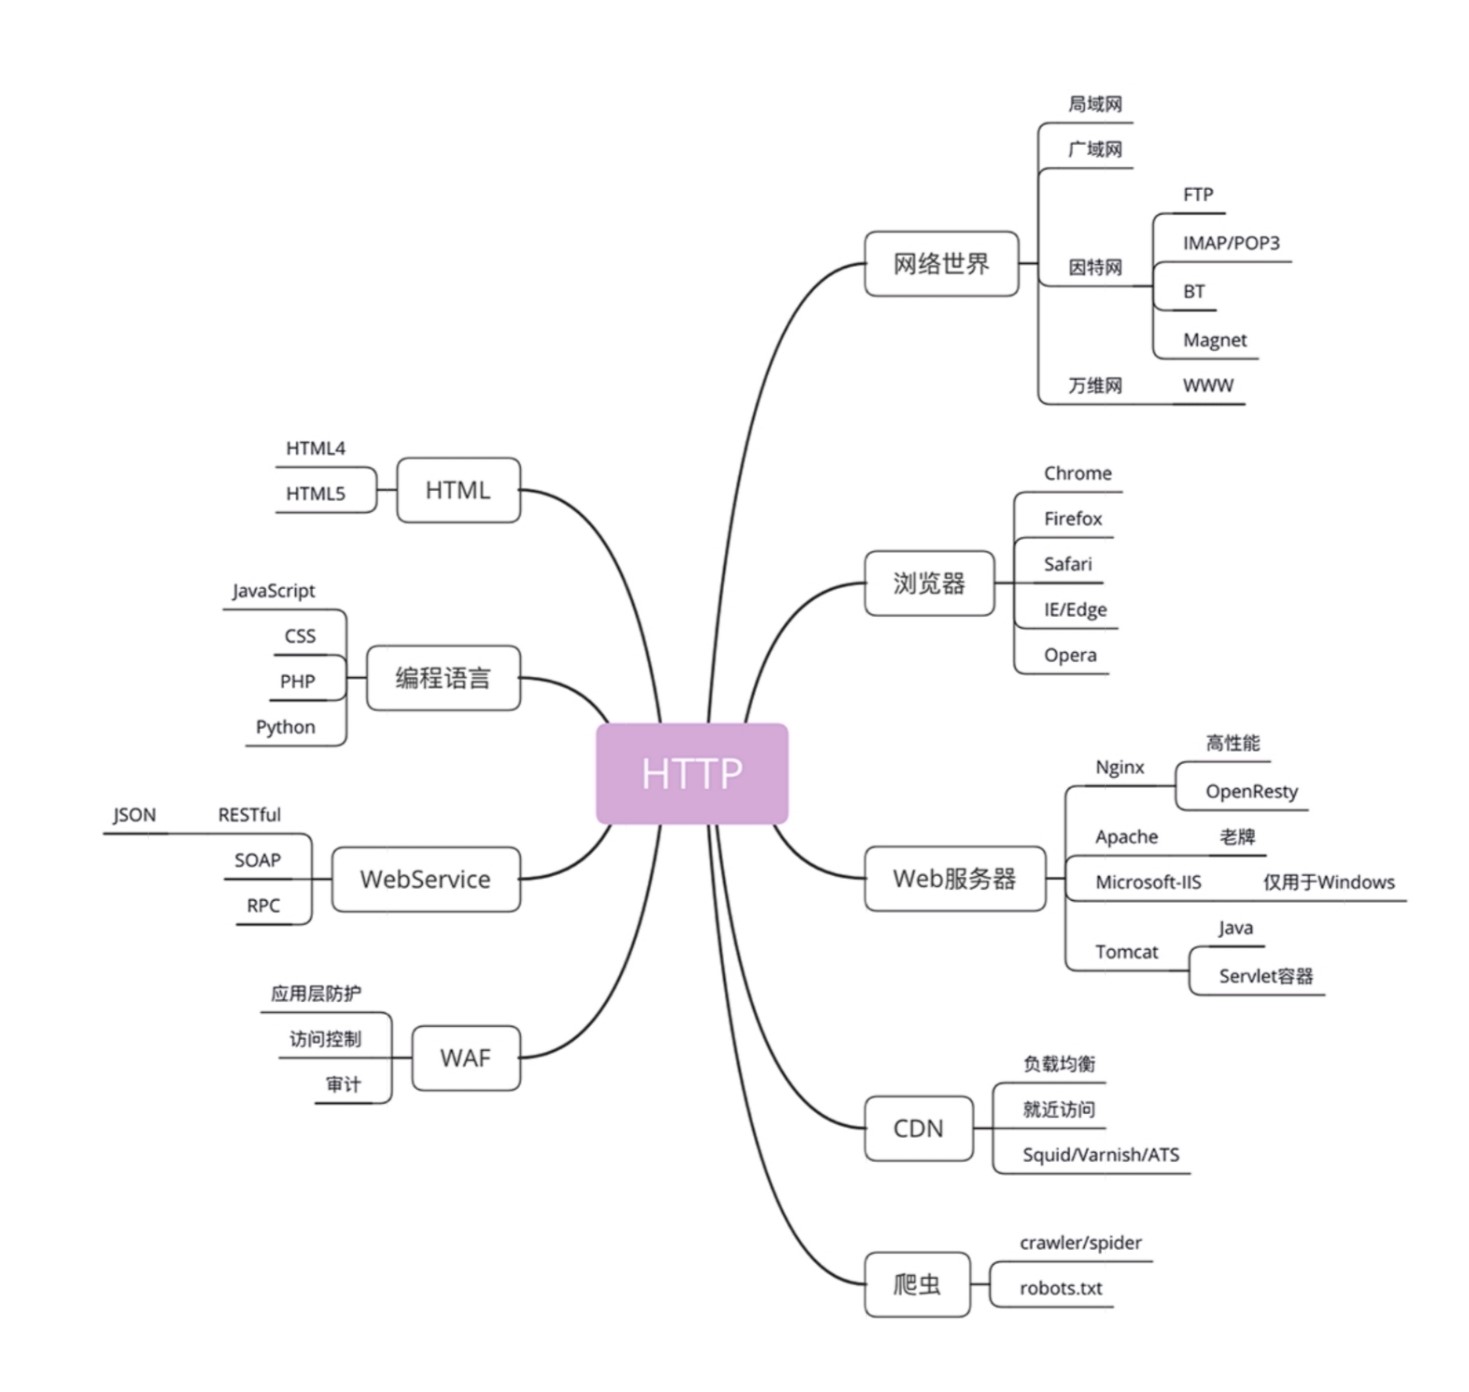 HTTP
网络世界
局域网
广域网
因特网
FTP
IMAP/POP3
BT
Magnet
万维网
WWW
浏览器
Chrome
Firefox
Safari
IE/Edge
Opera
Web服务器
Nginx
高性能
OpenResty
Apache
老牌
Microsoft-IIS
仅用于Windows
Tomcat
Java
Servlet容器
CDN
负载均衡
就近访问
Squid/Varnish/ATS
爬虫
crawler/spider
robots.txt
HTML
HTML4
HTML5
编程语言
JavaScript
CSS
PHP
Python
WebService
RESTful
JSON
SOAP
RPC
WAF
应用层防护
访问控制
审计